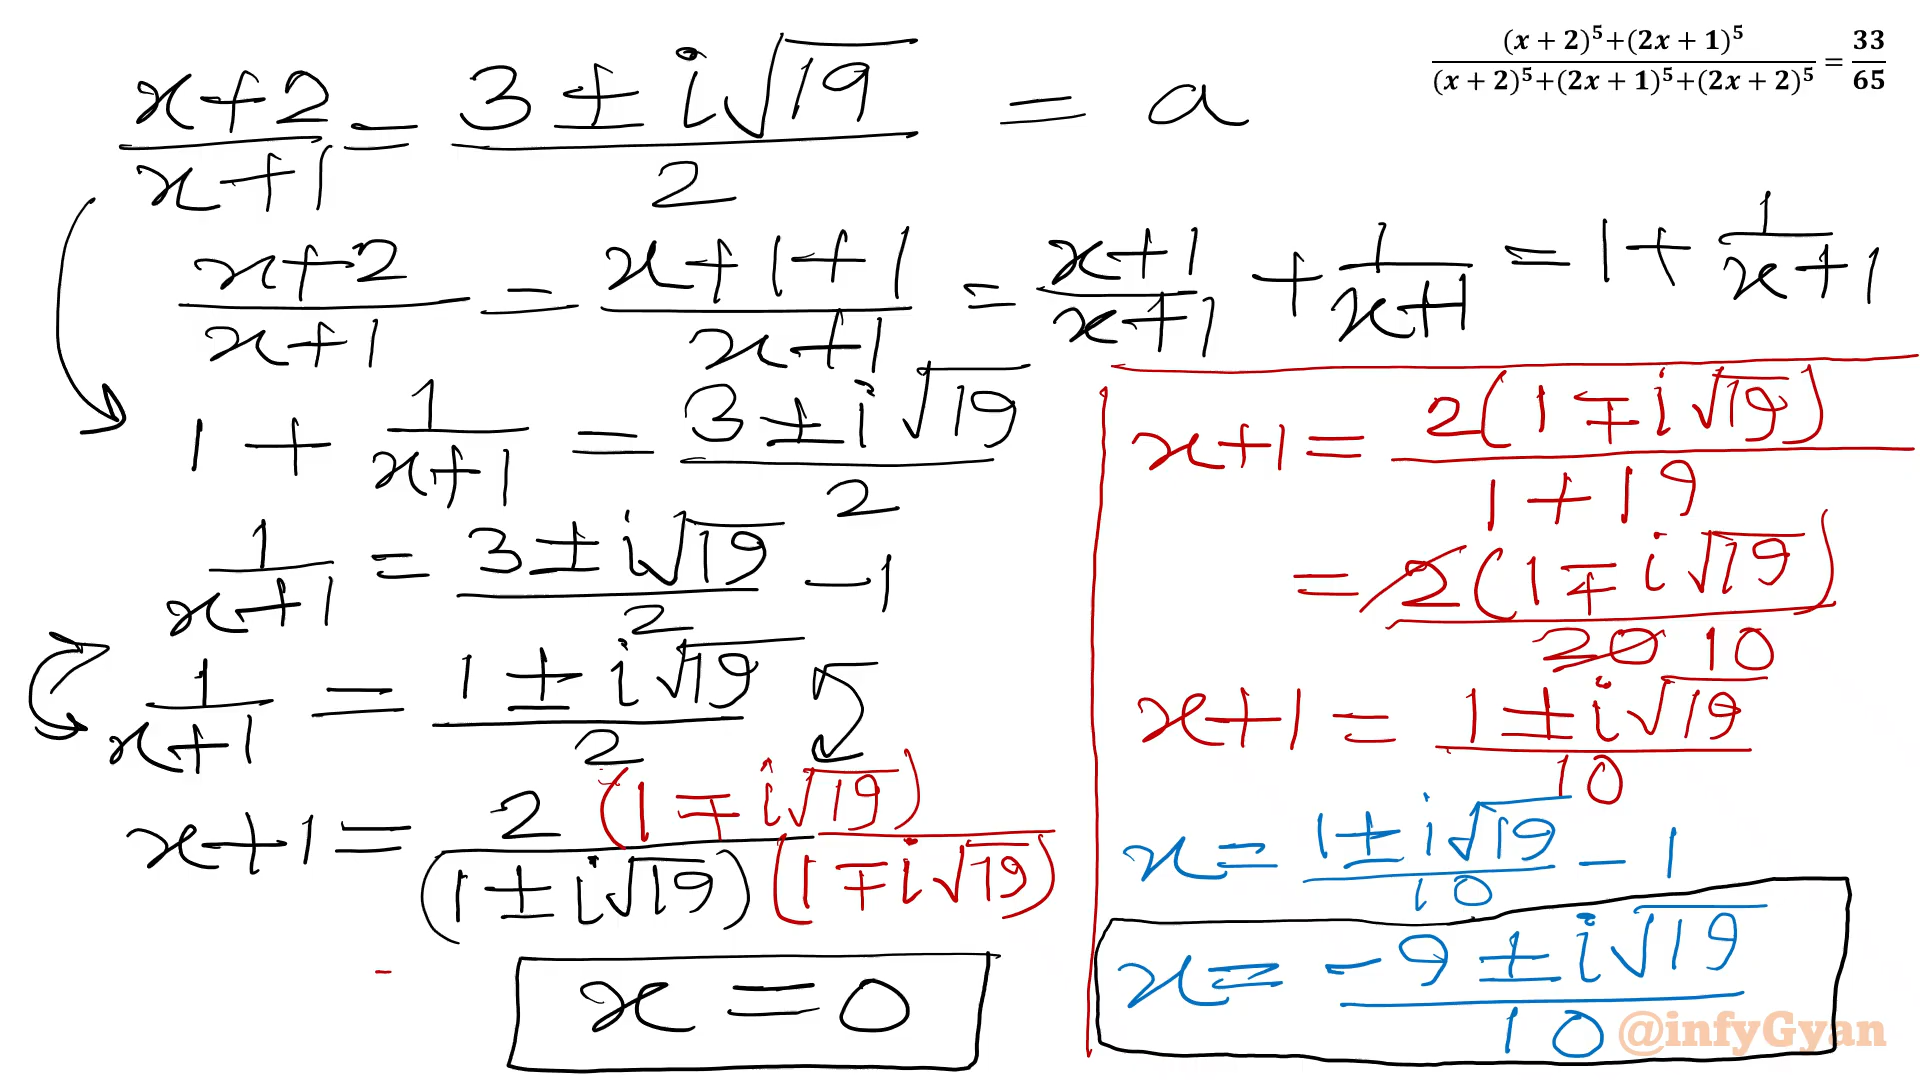 (x + 2)⁵+(2x + 1)⁵ / (x + 2)⁵+(2x + 1)⁵+(2x + 2)⁵ = 33/65
(x+2)/(x+1) = (3 ± i√19)/2 = a
(x+2)/(x+1) = (x+1+1)/(x+1) = (x+1)/(x+1) + 1/(x+1) = 1 + 1/(x+1)
1 + 1/(x+1) = (3 ± i√19)/2
1/(x+1) = (3 ± i√19)/2 − 1
1/(x+1) = (1 ± i√19)/2
x+1 = 2(1 ∓ i√19) / (1 ± i√19)(1 ∓ i√19)
x = 0
x+1 = 2(1 ∓ i√19) / (1 + 19)
= 2(1 ∓ i√19) / 20 10
x+1 = (1 ± i√19)/10
x = (1 ± i√19)/10 − 1
x = (−9 ± i√19)/10
@infyGyan